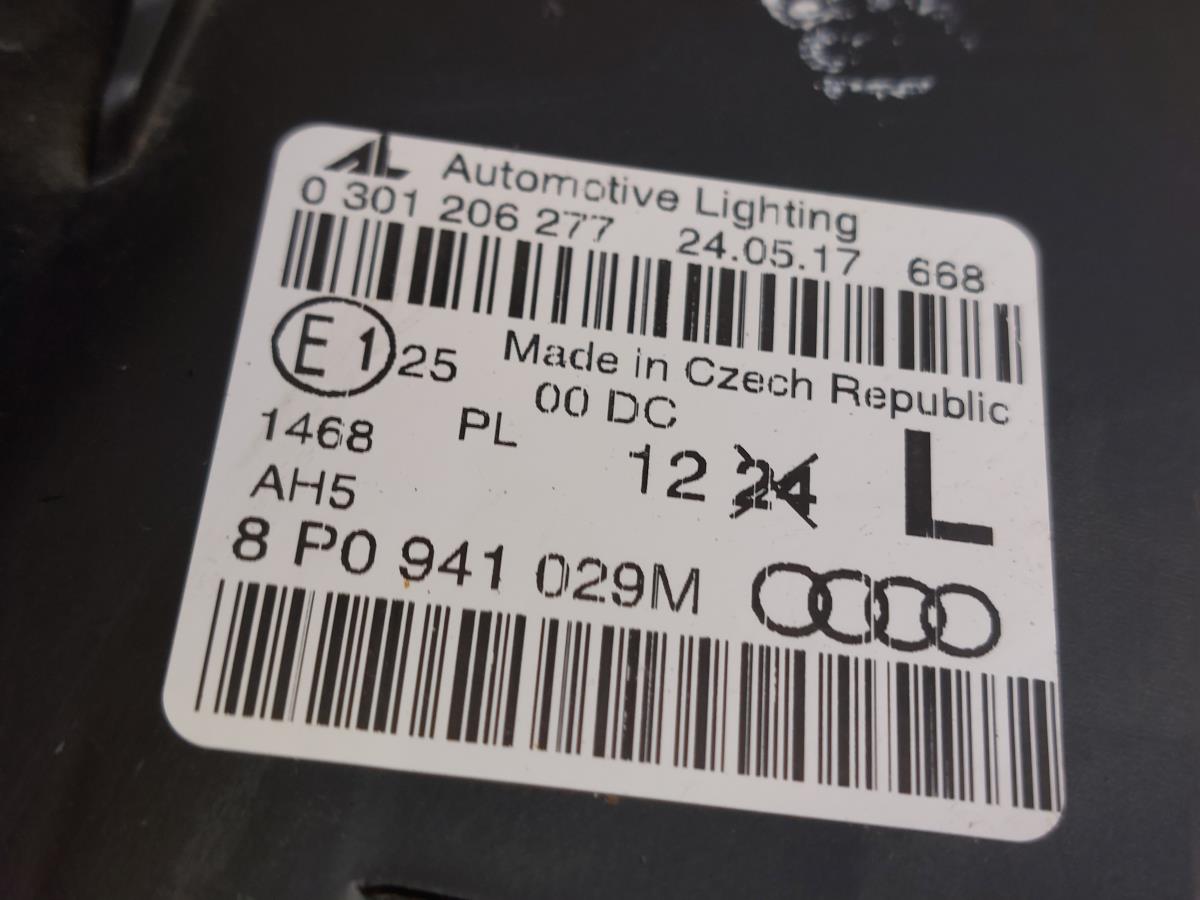 AL Automotive Lighting
0 301 206 277 24.05.17 668
E1 25 Made in Czech Republic
00 DC
1468 PL 12 24 L
AH5
8 P0 941 029M